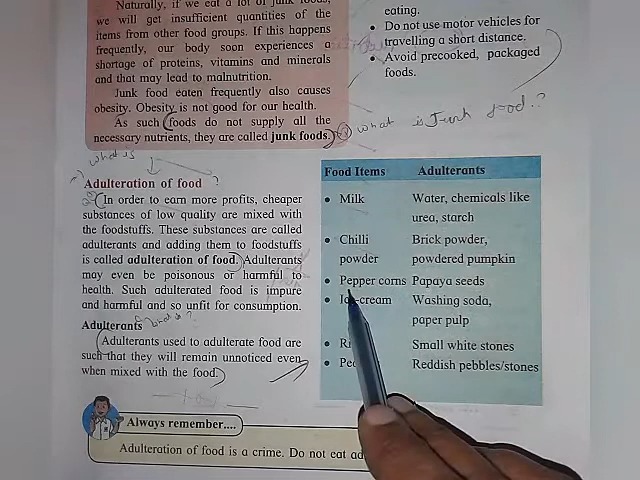 Naturally, if we eat a lot of junk foods,
we will get insufficient quantities of the
items from other food groups. If this happens
frequently, our body soon experiences a
shortage of proteins, vitamins and minerals
and that may lead to malnutrition.
Junk food eaten frequently also causes
obesity. Obesity is not good for our health.
As such foods do not supply all the
necessary nutrients, they are called junk foods.
eating.
• Do not use motor vehicles for
travelling a short distance.
• Avoid precooked, packaged
foods.
what is Junk food.?
what is
Adulteration of food ?
In order to earn more profits, cheaper
substances of low quality are mixed with
the foodstuffs. These substances are called
adulterants and adding them to foodstuffs
is called adulteration of food. Adulterants
may even be poisonous or harmful to
health. Such adulterated food is impure
and harmful and so unfit for consumption.
Adulterants what is ?
Adulterants used to adulterate food are
such that they will remain unnoticed even
when mixed with the food.
Food Items Adulterants
• Milk Water, chemicals like
urea, starch
• Chilli Brick powder,
powder powdered pumpkin
• Pepper corns Papaya seeds
• Ice-cream Washing soda,
paper pulp
• Small white stones
• Reddish pebbles/stones
Always remember....
Adulteration of food is a crime. Do not eat